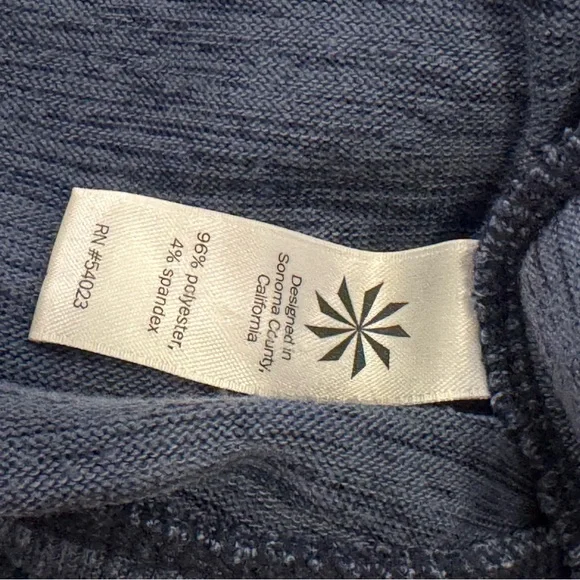 Designed in
Sonoma County,
California
96% polyester,
4% spandex
RN #54023